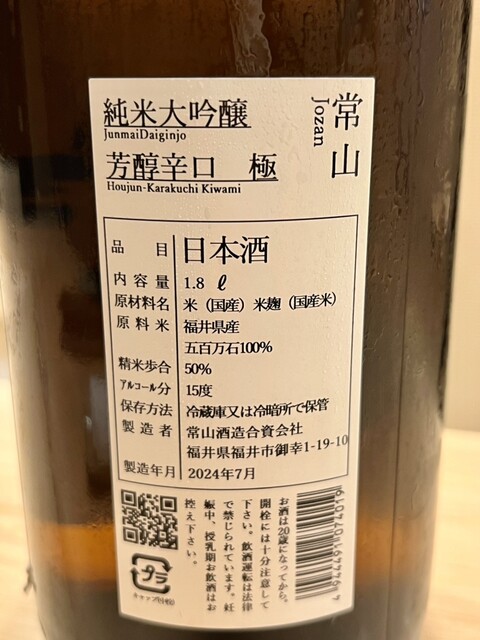 常山
Jozan
純米大吟醸
JunmaiDaiginjo
芳醇辛口 極
Houjun-Karakuchi Kiwami
品目 日本酒
内容量 1.8 ℓ
原材料名 米（国産）米麹（国産米）
原料米 福井県産
五百万石100%
精米歩合 50%
アルコール分 15度
保存方法 冷蔵庫又は冷暗所で保管
製造者 常山酒造合資会社
福井県福井市御幸1-19-10
製造年月 2024年7月
お酒は20歳になってから。
開栓には十分注意して
下さい。飲酒運転は法律
で禁じられています。妊
娠中、授乳期お飲酒はお
控え下さい。
プラ